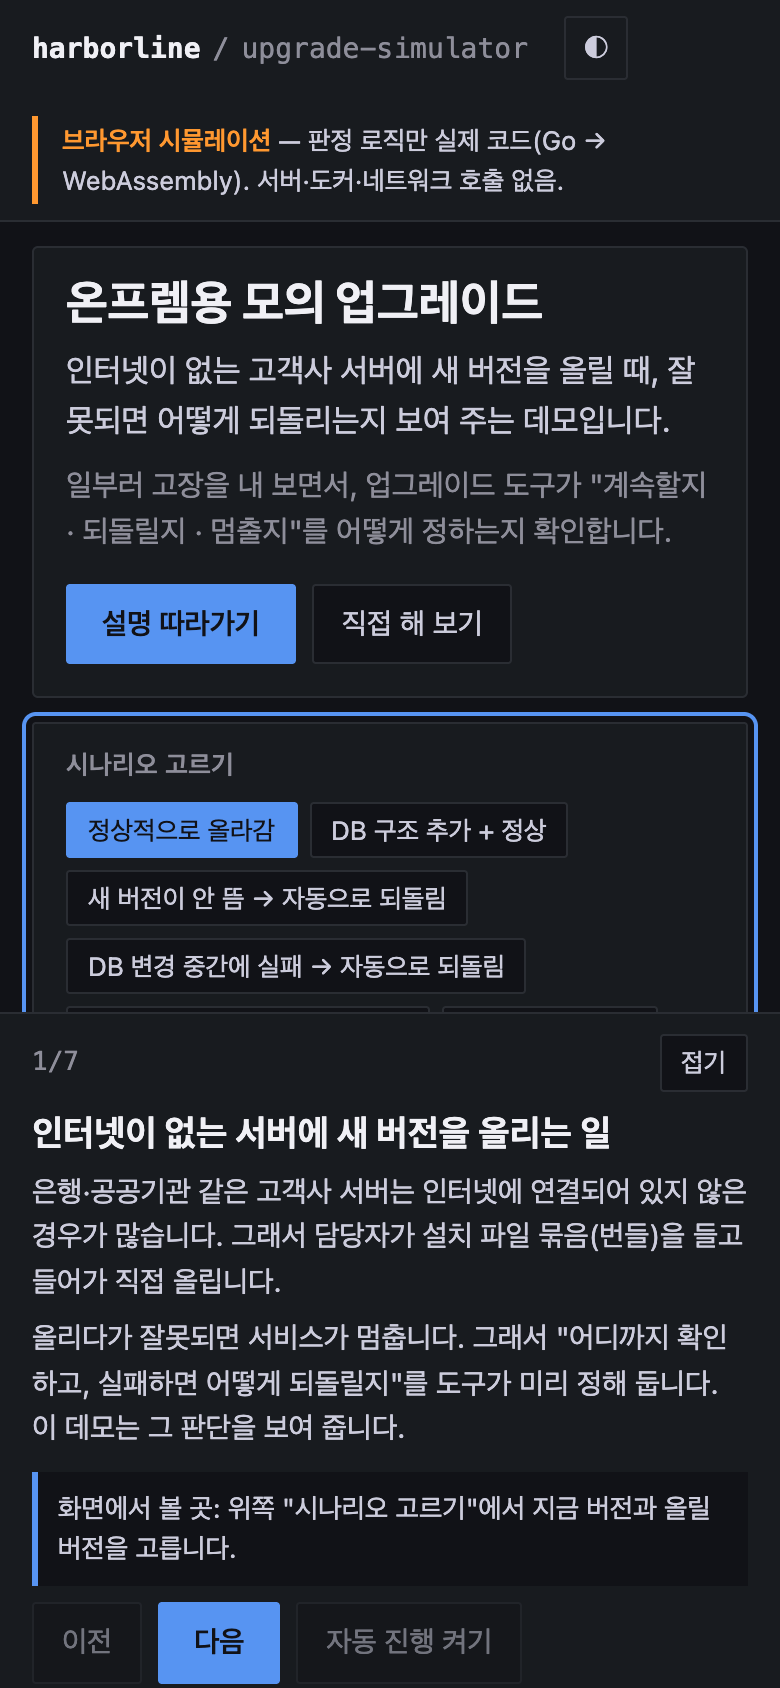 harborline / upgrade-simulator
브라우저 시뮬레이션 — 판정 로직만 실제 코드(Go →
WebAssembly). 서버·도커·네트워크 호출 없음.
온프렘용 모의 업그레이드
인터넷이 없는 고객사 서버에 새 버전을 올릴 때, 잘
못되면 어떻게 되돌리는지 보여 주는 데모입니다.
일부러 고장을 내 보면서, 업그레이드 도구가 "계속할지
· 되돌릴지 · 멈출지"를 어떻게 정하는지 확인합니다.
설명 따라가기
직접 해 보기
시나리오 고르기
정상적으로 올라감
DB 구조 추가 + 정상
새 버전이 안 뜸 → 자동으로 되돌림
DB 변경 중간에 실패 → 자동으로 되돌림
1/7
접기
인터넷이 없는 서버에 새 버전을 올리는 일
은행·공공기관 같은 고객사 서버는 인터넷에 연결되어 있지 않은
경우가 많습니다. 그래서 담당자가 설치 파일 묶음(번들)을 들고
들어가 직접 올립니다.
올리다가 잘못되면 서비스가 멈춥니다. 그래서 "어디까지 확인
하고, 실패하면 어떻게 되돌릴지"를 도구가 미리 정해 둡니다.
이 데모는 그 판단을 보여 줍니다.
화면에서 볼 곳: 위쪽 "시나리오 고르기"에서 지금 버전과 올릴
버전을 고릅니다.
이전
다음
자동 진행 켜기